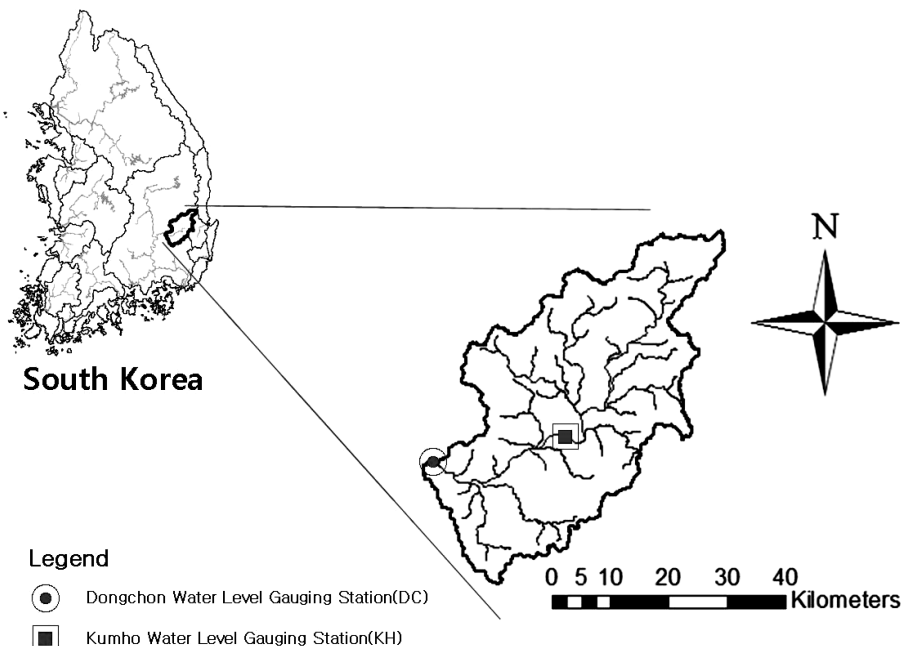 N
South Korea
Legend
Dongchon Water Level Gauging Station(DC)
Kumho Water Level Gauging Station(KH)
0 5 10 20 30 40
Kilometers